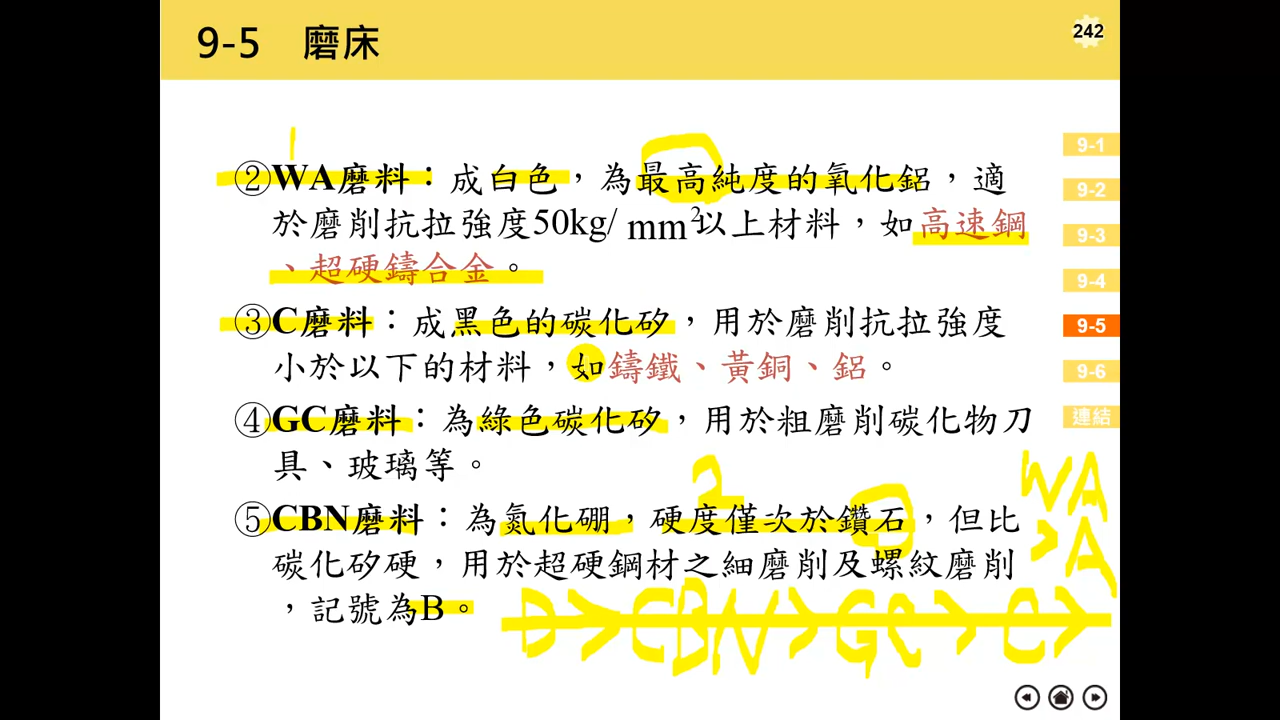 9-5 磨床
242
②WA磨料：成白色，為最高純度的氧化鋁，適
於磨削抗拉強度50kg/ mm²以上材料，如高速鋼
、超硬鑄合金。
③C磨料：成黑色的碳化矽，用於磨削抗拉強度
小於以下的材料，如鑄鐵、黃銅、鋁。
④GC磨料：為綠色碳化矽，用於粗磨削碳化物刀
具、玻璃等。
⑤CBN磨料：為氮化硼，硬度僅次於鑽石，但比
碳化矽硬，用於超硬鋼材之細磨削及螺紋磨削
，記號為B。
1
2
D>CBN>GC>C>
WA
>A
9-1
9-2
9-3
9-4
9-5
9-6
連結